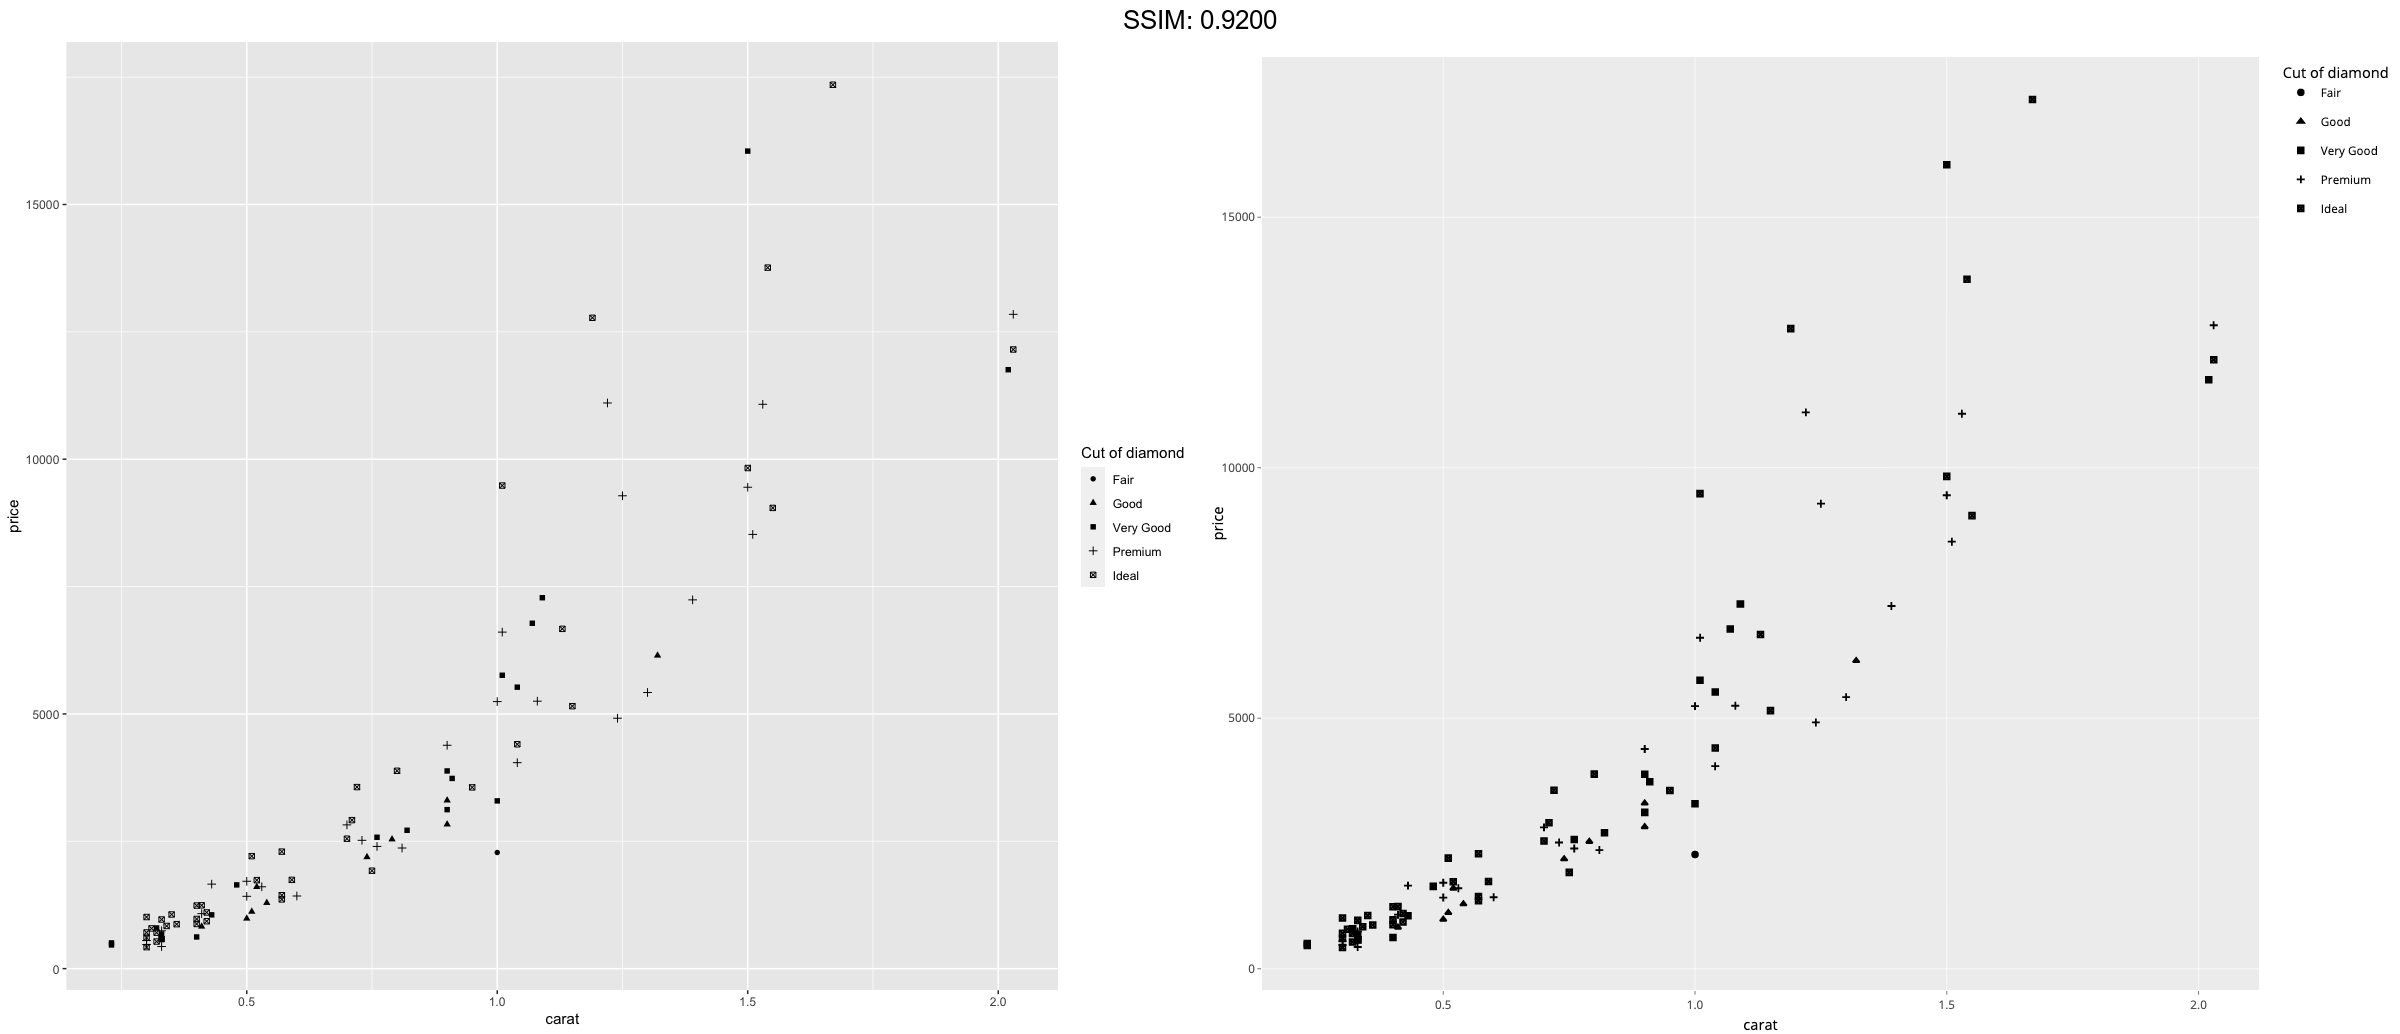 SSIM: 0.9200
15000
10000
5000
0
price
0.5
1.0
1.5
2.0
carat
Cut of diamond
Fair
Good
Very Good
Premium
Ideal
15000
10000
5000
0
price
0.5
1.0
1.5
2.0
carat
Cut of diamond
Fair
Good
Very Good
Premium
Ideal